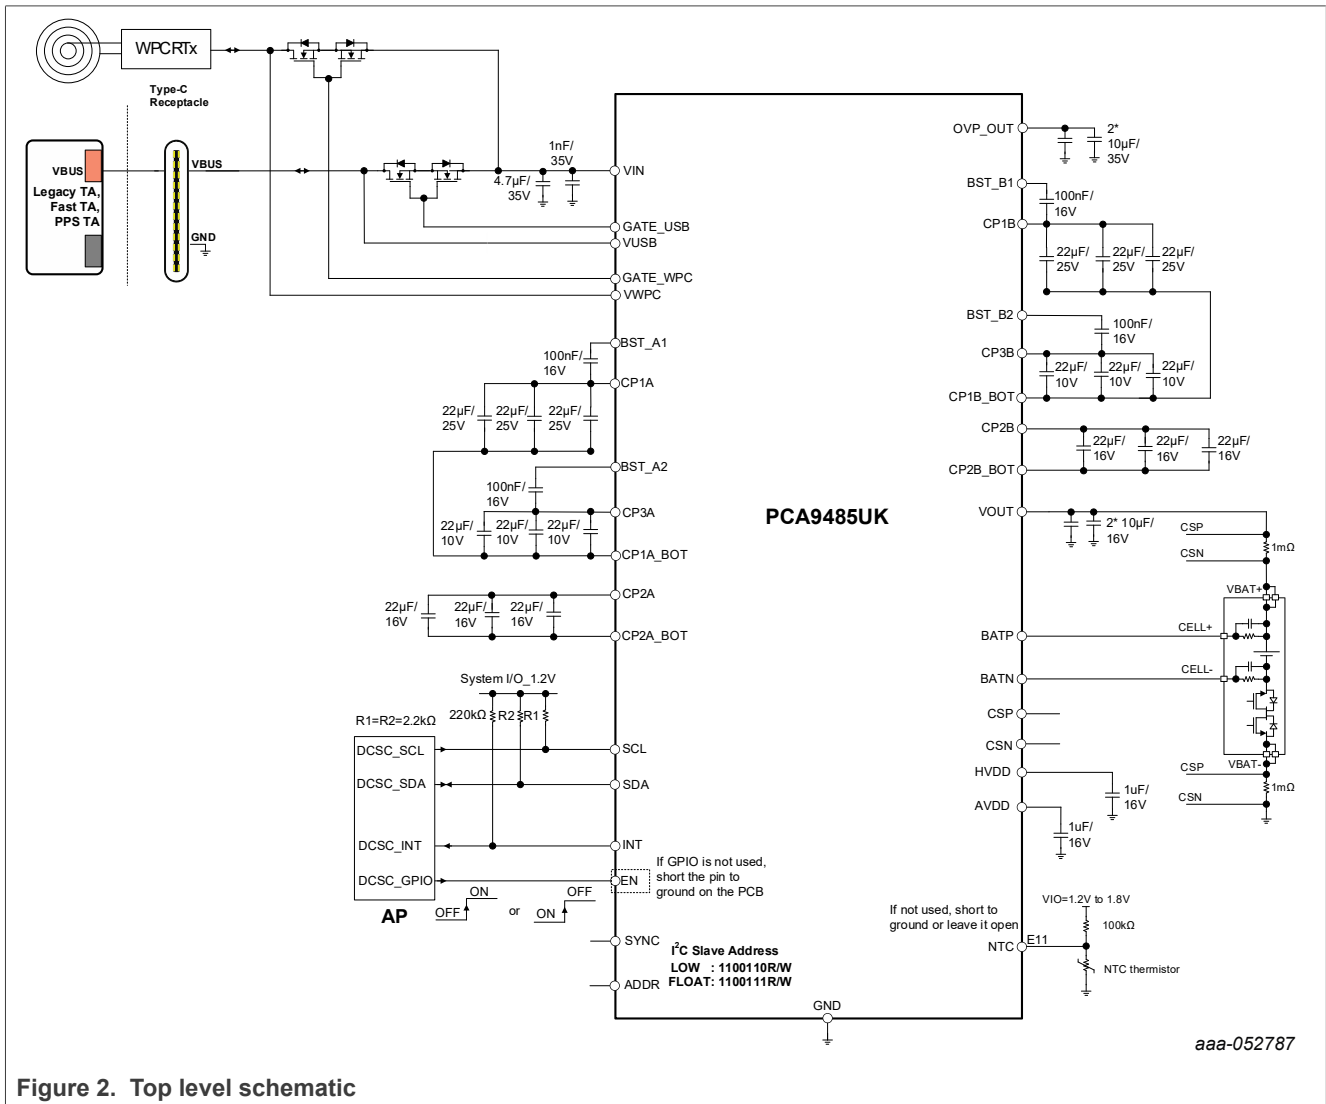 WPCRTx
Type-C
Receptacle
VBUS
Legacy TA,
Fast TA,
PPS TA
VBUS
GND
1nF/
35V
4.7µF/
35V
VIN
GATE_USB
VUSB
GATE_WPC
VWPC
BST_A1
100nF/
16V
CP1A
22µF/
25V
22µF/
25V
22µF/
25V
BST_A2
100nF/
16V
CP3A
22µF/
10V
22µF/
10V
22µF/
10V
CP1A_BOT
CP2A
22µF/
16V
22µF/
16V
22µF/
16V
CP2A_BOT
System I/O_1.2V
220kΩ
R2
R1
R1=R2=2.2kΩ
DCSC_SCL
SCL
DCSC_SDA
SDA
DCSC_INT
INT
DCSC_GPIO
EN
If GPIO is not used,
short the pin to
ground on the PCB
AP
OFF
ON
or
ON
OFF
SYNC
ADDR
I²C Slave Address
LOW : 1100110R/W
FLOAT: 1100111R/W
PCA9485UK
GND
OVP_OUT
2*
10µF/
35V
BST_B1
100nF/
16V
CP1B
22µF/
25V
22µF/
25V
22µF/
25V
BST_B2
100nF/
16V
CP3B
22µF/
10V
22µF/
10V
22µF/
10V
CP1B_BOT
CP2B
22µF/
16V
22µF/
16V
22µF/
16V
CP2B_BOT
VOUT
2* 10µF/
16V
CSP
1mΩ
CSN
VBAT+
BATP
CELL+
BATN
CELL-
CSP
CSN
VBAT-
CSP
1mΩ
CSN
HVDD
1uF/
16V
AVDD
1uF/
16V
If not used, short to
ground or leave it open
VIO=1.2V to 1.8V
100kΩ
NTC
E11
NTC thermistor
aaa-052787
Figure 2. Top level schematic